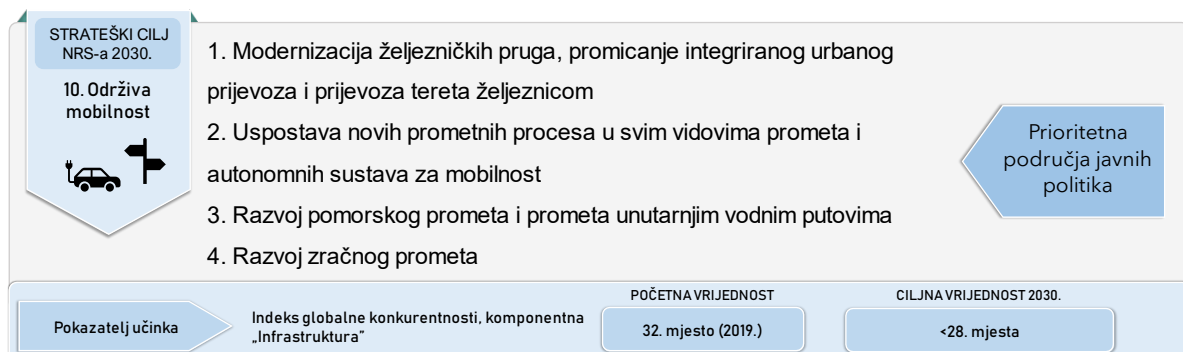 STRATEŠKI CILJ
NRS-a 2030.
10. Održiva
mobilnost
1. Modernizacija željezničkih pruga, promicanje integriranog urbanog
prijevoza i prijevoza tereta željeznicom
2. Uspostava novih prometnih procesa u svim vidovima prometa i
autonomnih sustava za mobilnost
3. Razvoj pomorskog prometa i prometa unutarnjim vodnim putovima
4. Razvoj zračnog prometa
Prioritetna
područja javnih
politika
Pokazatelj učinka
Indeks globalne konkurentnosti, komponentna
„Infrastruktura”
POČETNA VRIJEDNOST
32. mjesto (2019.)
CILJNA VRIJEDNOST 2030.
<28. mjesta